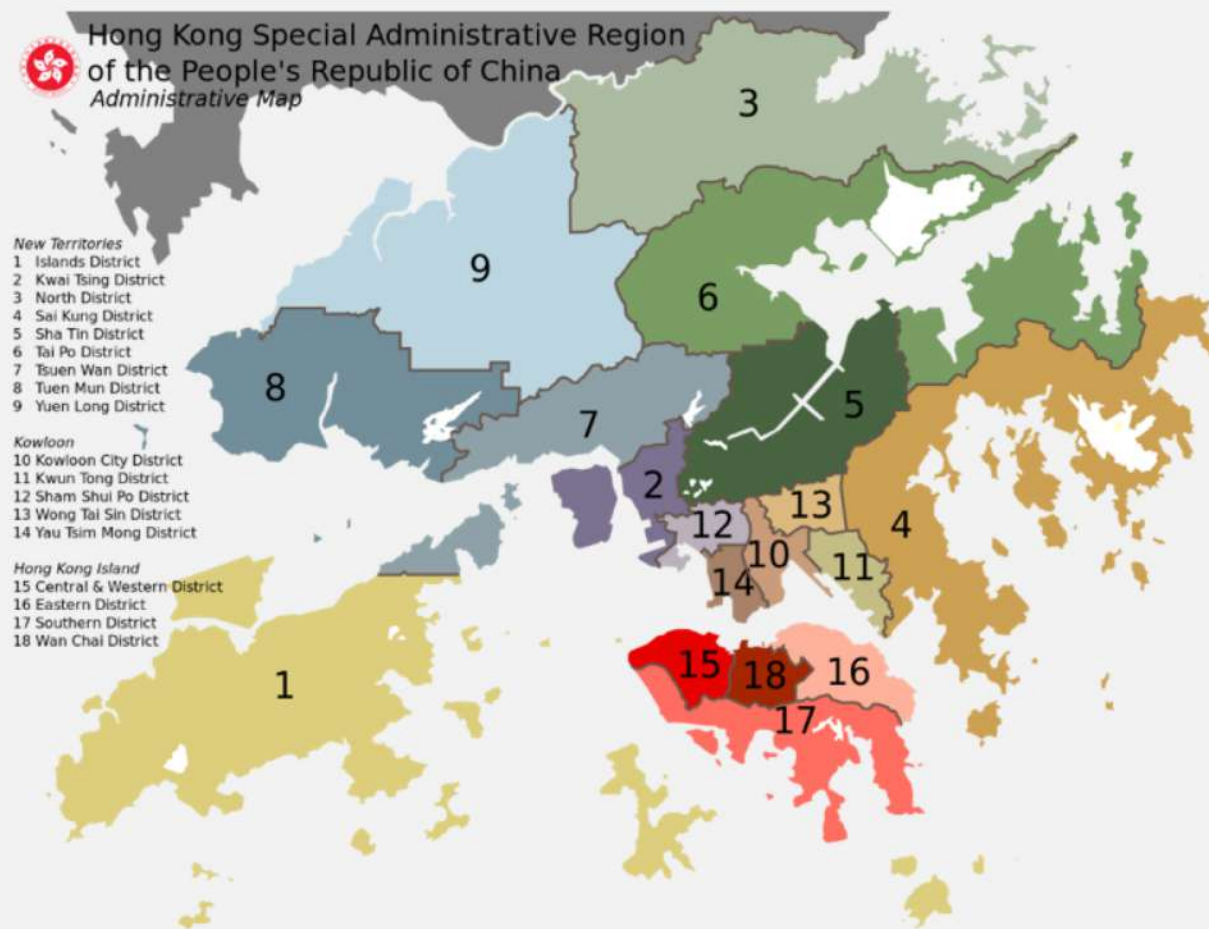 Hong Kong Special Administrative Region
of the People's Republic of China
Administrative Map
New Territories
1 Islands District
2 Kwai Tsing District
3 North District
4 Sai Kung District
5 Sha Tin District
6 Tai Po District
7 Tsuen Wan District
8 Tuen Mun District
9 Yuen Long District
Kowloon
10 Kowloon City District
11 Kwun Tong District
12 Sham Shui Po District
13 Wong Tai Sin District
14 Yau Tsim Mong District
Hong Kong Island
15 Central & Western District
16 Eastern District
17 Southern District
18 Wan Chai District
3
9
6
8
5
7
2
13
12
4
10
11
14
15
18
16
1
17